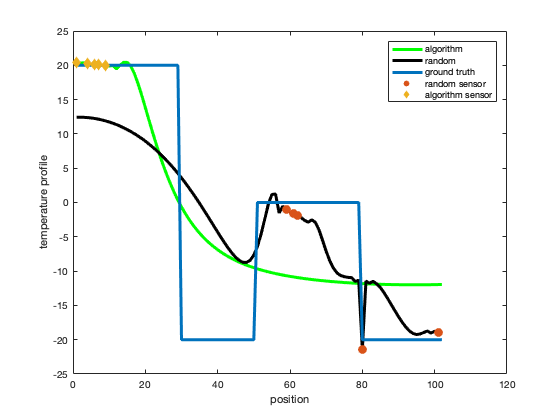 25
20
15
10
5
0
-5
-10
-15
-20
-25
temperature profile
0
20
40
60
80
100
120
position
algorithm
random
ground truth
random sensor
algorithm sensor